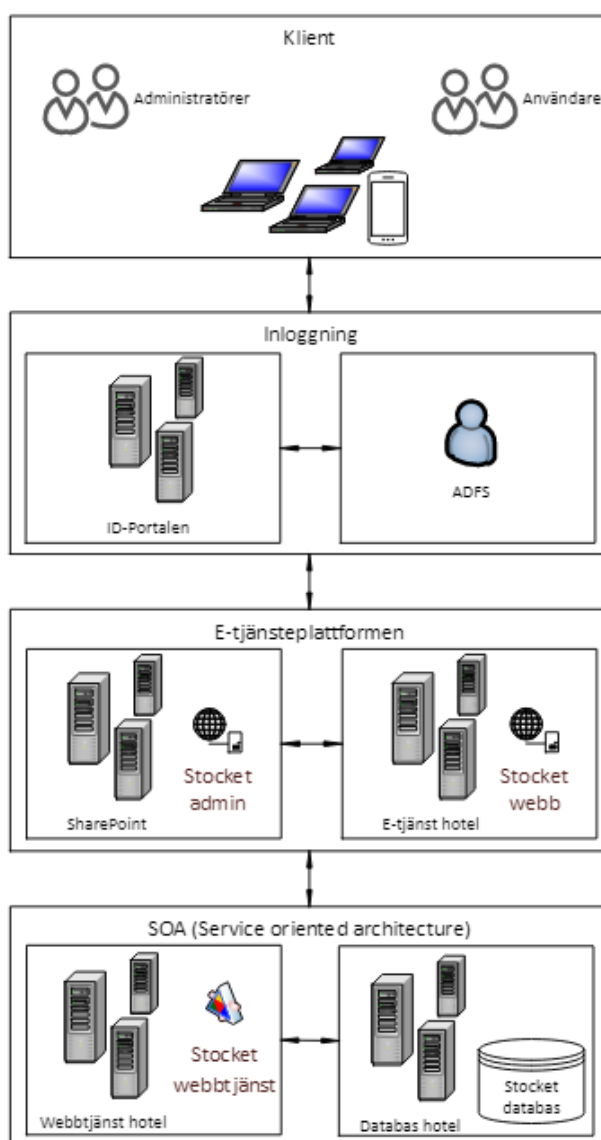 Klient
Administratörer
Användare
Inloggning
ID-Portalen
ADFS
E-tjänsteplattformen
Stocket
admin
SharePoint
Stocket
webb
E-tjänst hotel
SOA (Service oriented architecture)
Stocket
webbtjänst
Webbtjänst hotel
Stocket
databas
Databas hotel